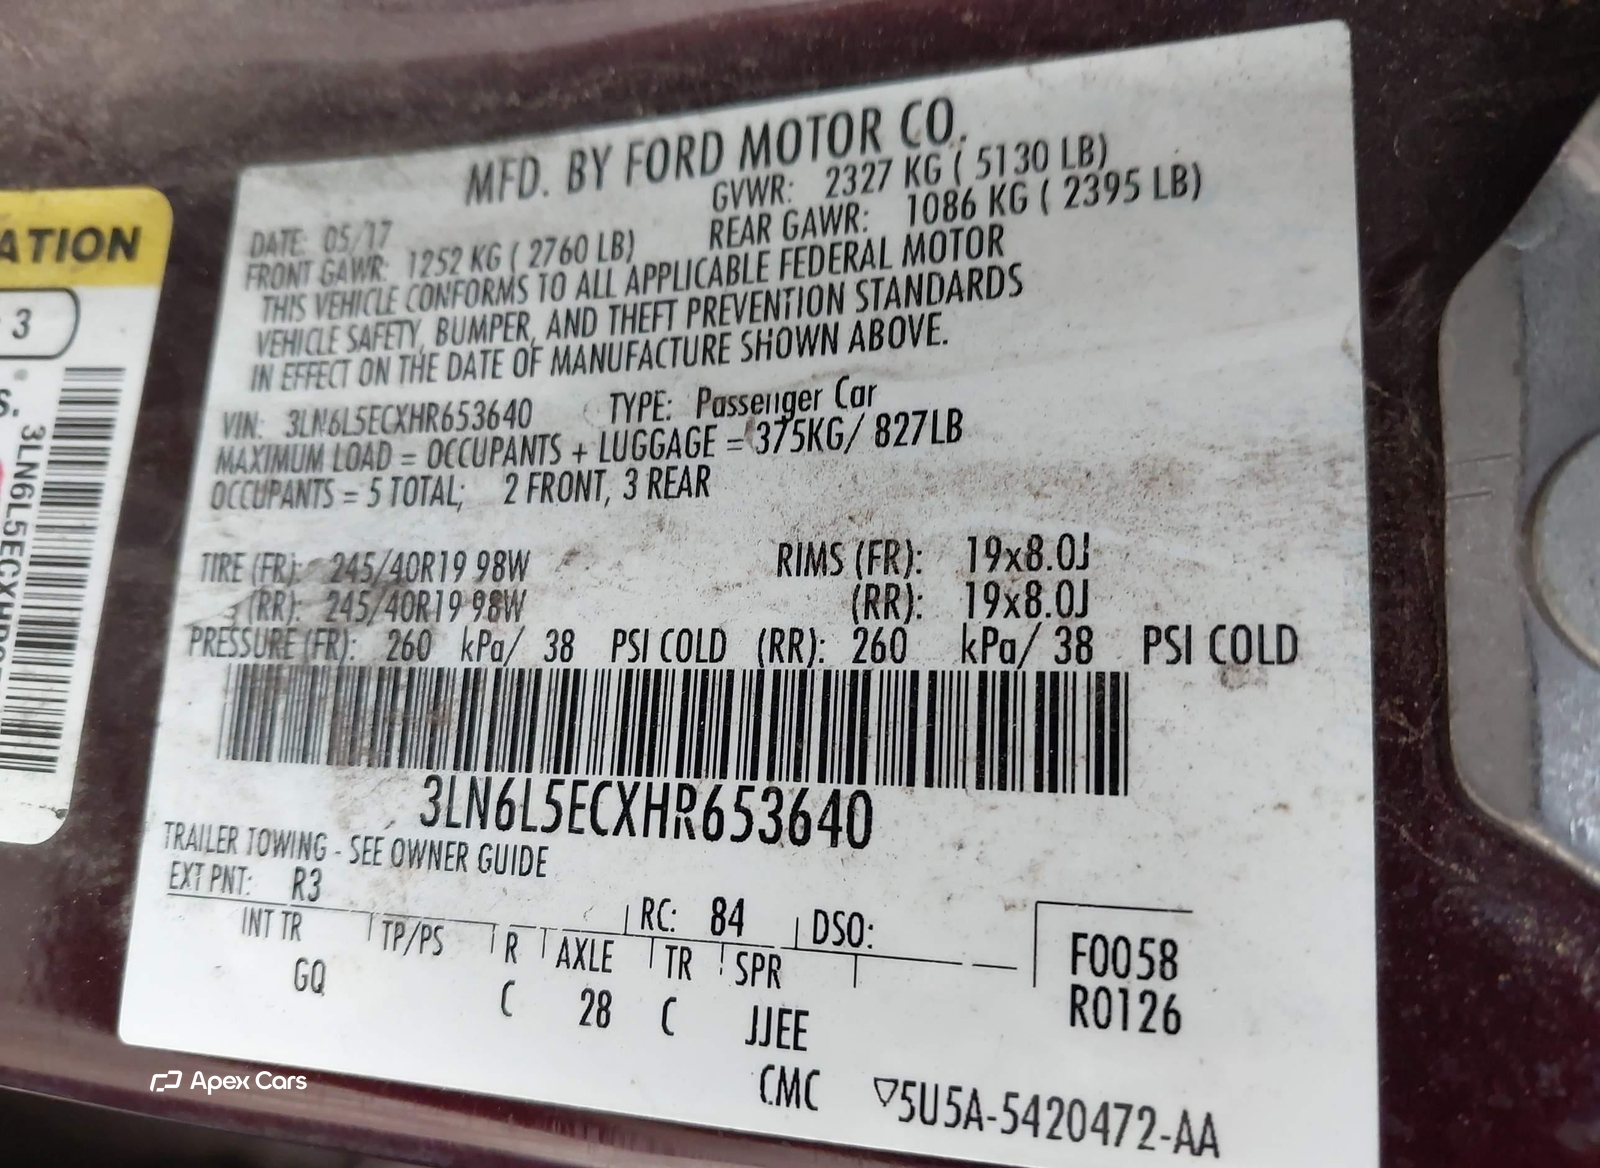 ATION
3
S.
3LN6L5ECXHR
MFD. BY FORD MOTOR CO.
DATE: 05/17 GVWR: 2327 KG ( 5130 LB)
FRONT GAWR: 1252 KG ( 2760 LB) REAR GAWR: 1086 KG ( 2395 LB)
THIS VEHICLE CONFORMS TO ALL APPLICABLE FEDERAL MOTOR
VEHICLE SAFETY, BUMPER, AND THEFT PREVENTION STANDARDS
IN EFFECT ON THE DATE OF MANUFACTURE SHOWN ABOVE.
VIN: 3LN6L5ECXHR653640 TYPE: Passenger Car
MAXIMUM LOAD = OCCUPANTS + LUGGAGE = 375KG/ 827LB
OCCUPANTS = 5 TOTAL; 2 FRONT, 3 REAR
TIRE (FR): 245/40R19 98W RIMS (FR): 19x8.0J
(RR): 245/40R19 98W (RR): 19x8.0J
PRESSURE (FR): 260 kPa/ 38 PSI COLD (RR): 260 kPa/ 38 PSI COLD
3LN6L5ECXHR653640
TRAILER TOWING - SEE OWNER GUIDE
EXT PNT: R3 RC: 84 DSO:
INT TR TP/PS R AXLE TR SPR F0058
GQ C 28 C JJEE R0126
CMC ▽5U5A-5420472-AA
Apex Cars